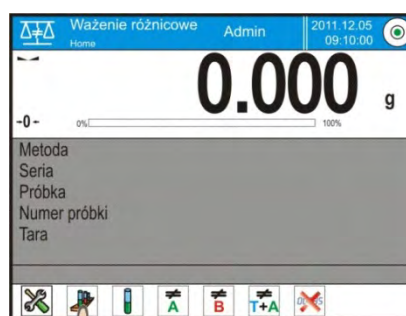 Ważenie różnicowe
Home
Admin
2011.12.05
09:10:00
0.000 g
→0←
0% 100%
Metoda
Seria
Próbka
Numer próbki
Tara
A B T+A